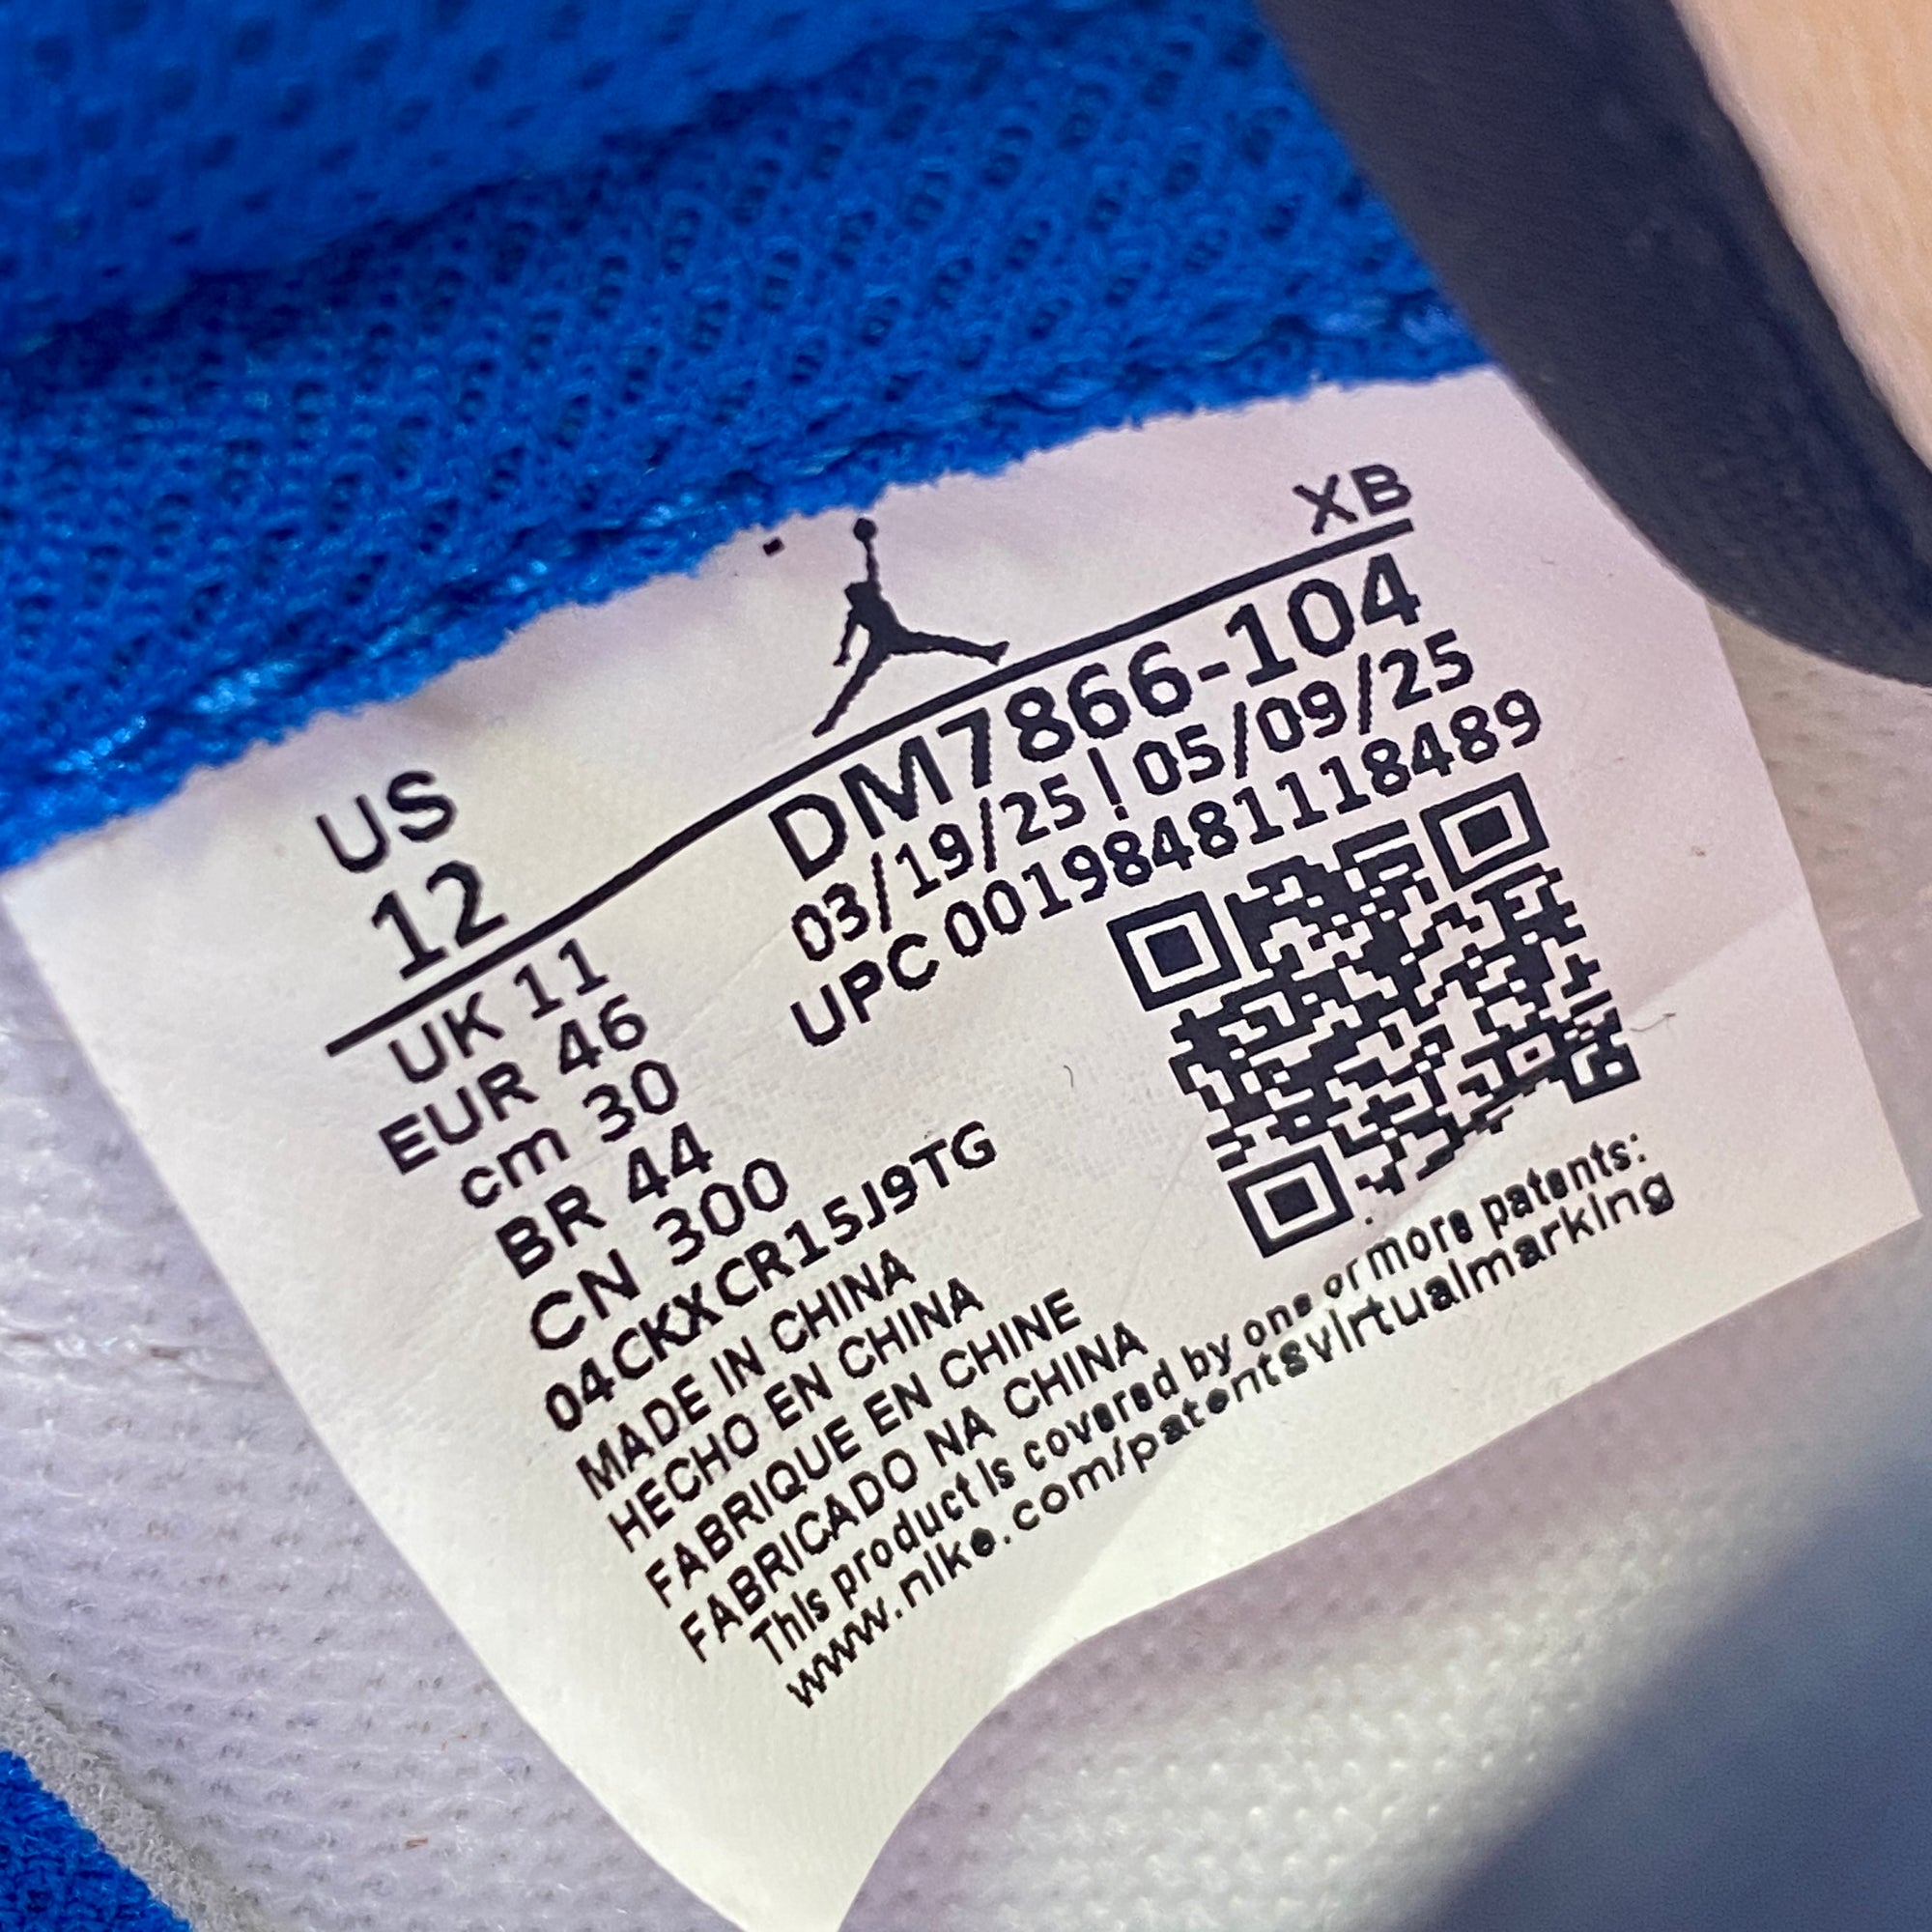 XB
US
12
UK 11
EUR 46
cm 30
BR 44
CN 300
DM7866-104
03/19/25 | 05/09/25
UPC 00198481118489
04CKXCR15J9TG
MADE IN CHINA
HECHO EN CHINA
FABRIQUE EN CHINE
FABRICADO NA CHINA
This product is covered by one or more patents:
www.nike.com/patentsvirtualmarking